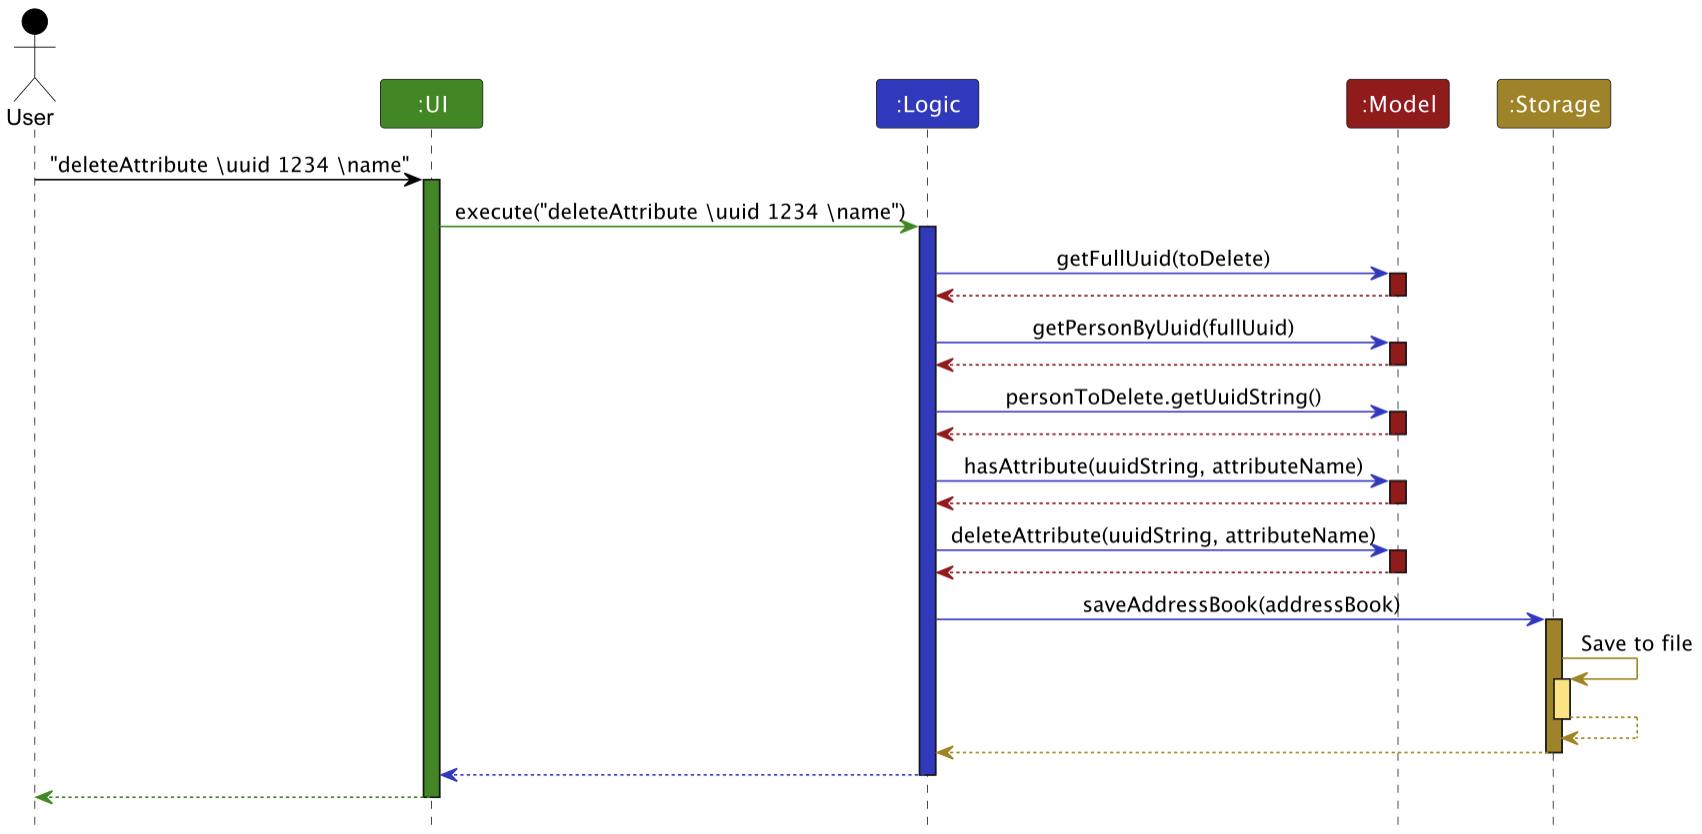 User
:UI
:Logic
:Model
:Storage
"deleteAttribute \uuid 1234 \name"
execute("deleteAttribute \uuid 1234 \name")
getFullUuid(toDelete)
getPersonByUuid(fullUuid)
personToDelete.getUuidString()
hasAttribute(uuidString, attributeName)
deleteAttribute(uuidString, attributeName)
saveAddressBook(addressBook)
Save to file